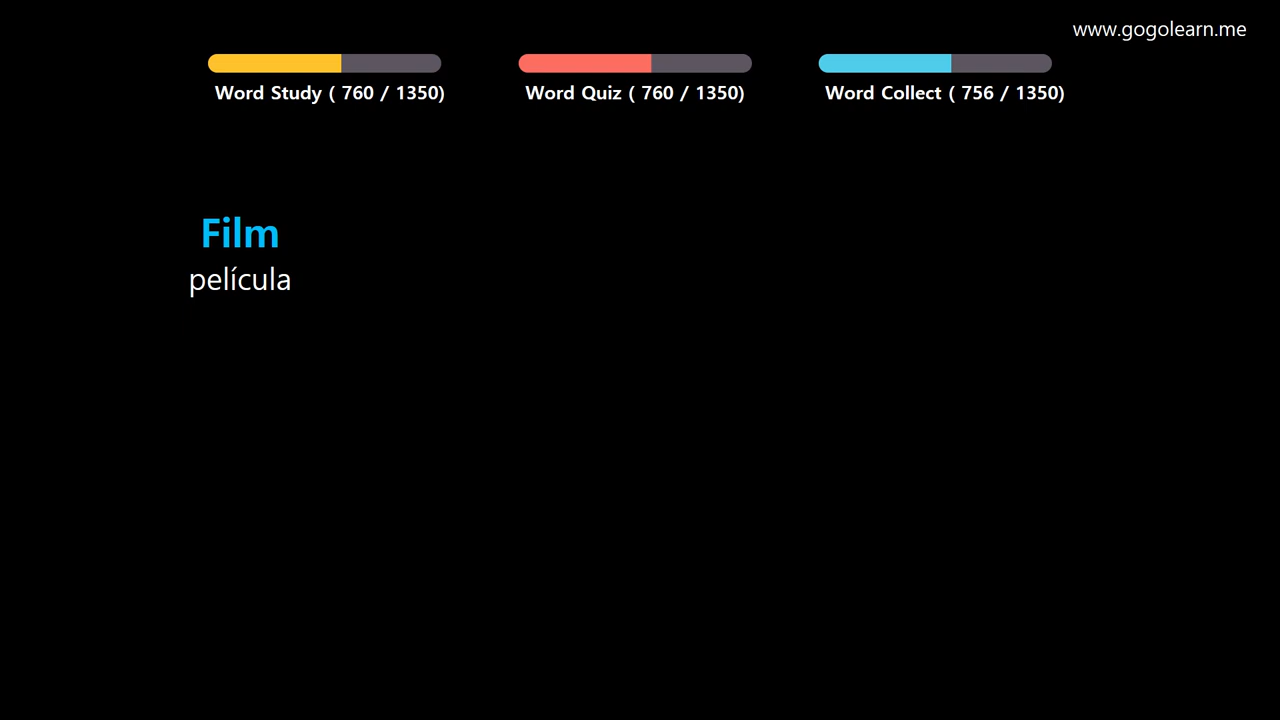 www.gogolearn.me
Word Study ( 760 / 1350)
Word Quiz ( 760 / 1350)
Word Collect ( 756 / 1350)
Film
película